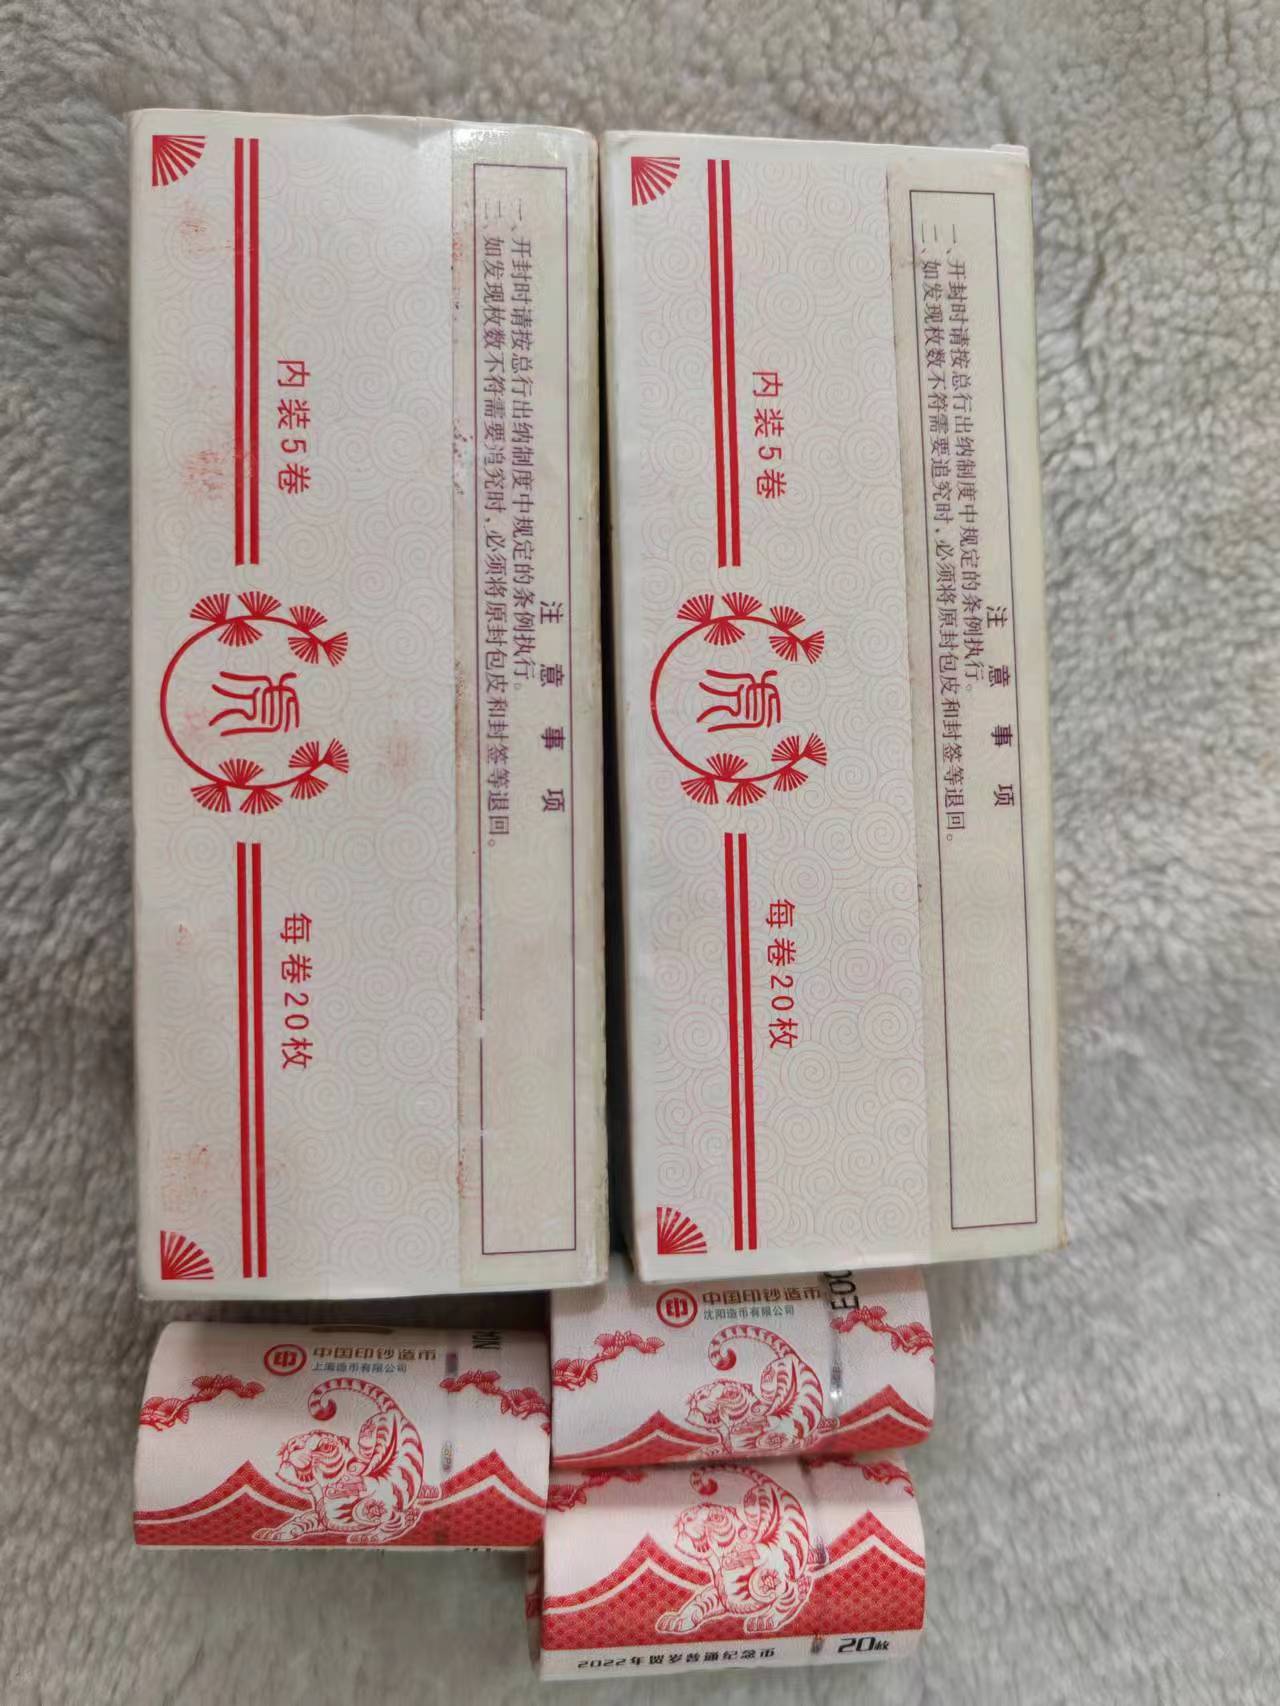 注意事项
一、开封时请按总行出纳制度中规定的条例执行。
二、如发现枚数不符需要追究时，必须将原封包皮和封签等退回。
内装5卷
每卷20枚
注意事项
一、开封时请按总行出纳制度中规定的条例执行。
二、如发现枚数不符需要追究时，必须将原封包皮和封签等退回。
内装5卷
虎
每卷20枚
虎
中国印钞造币
沈阳造币有限公司
中国印钞造币
上海造币有限公司
2022年贺岁普通纪念币
20枚